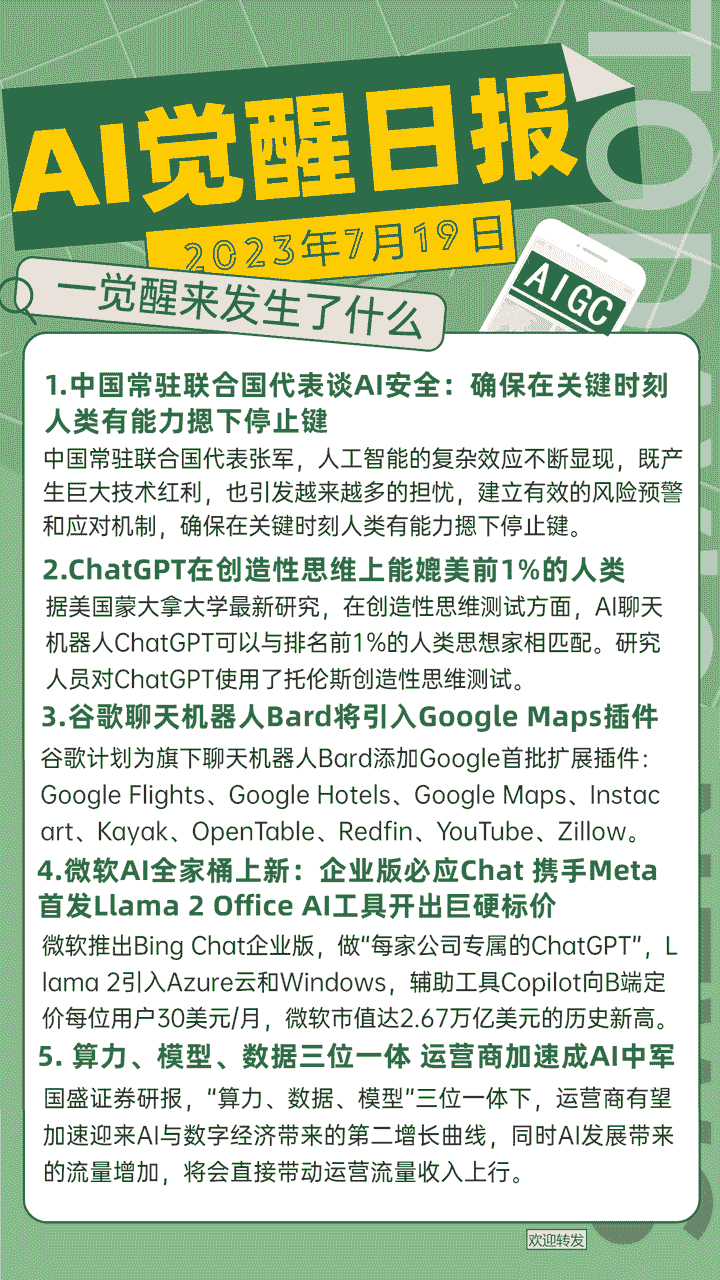 AI觉醒日报
2023年7月19日
一觉醒来发生了什么
AIGC
1.中国常驻联合国代表谈AI安全：确保在关键时刻
人类有能力摁下停止键
中国常驻联合国代表张军，人工智能的复杂效应不断显现，既产
生巨大技术红利，也引发越来越多的担忧，建立有效的风险预警
和应对机制，确保在关键时刻人类有能力摁下停止键。
2.ChatGPT在创造性思维上能媲美前1%的人类
据美国蒙大拿大学最新研究，在创造性思维测试方面，AI聊天
机器人ChatGPT可以与排名前1%的人类思想家相匹配。研究
人员对ChatGPT使用了托伦斯创造性思维测试。
3.谷歌聊天机器人Bard将引入Google Maps插件
谷歌计划为旗下聊天机器人Bard添加Google首批扩展插件：
Google Flights、Google Hotels、Google Maps、Instac
art、Kayak、OpenTable、Redfin、YouTube、Zillow。
4.微软AI全家桶上新：企业版必应Chat 携手Meta
首发Llama 2 Office AI工具开出巨硬标价
微软推出Bing Chat企业版，做“每家公司专属的ChatGPT”，L
lama 2引入Azure云和Windows，辅助工具Copilot向B端定
价每位用户30美元/月，微软市值达2.67万亿美元的历史新高。
5. 算力、模型、数据三位一体 运营商加速成AI中军
国盛证券研报，“算力、数据、模型”三位一体下，运营商有望
加速迎来AI与数字经济带来的第二增长曲线，同时AI发展带来
的流量增加，将会直接带动运营流量收入上行。
欢迎转发